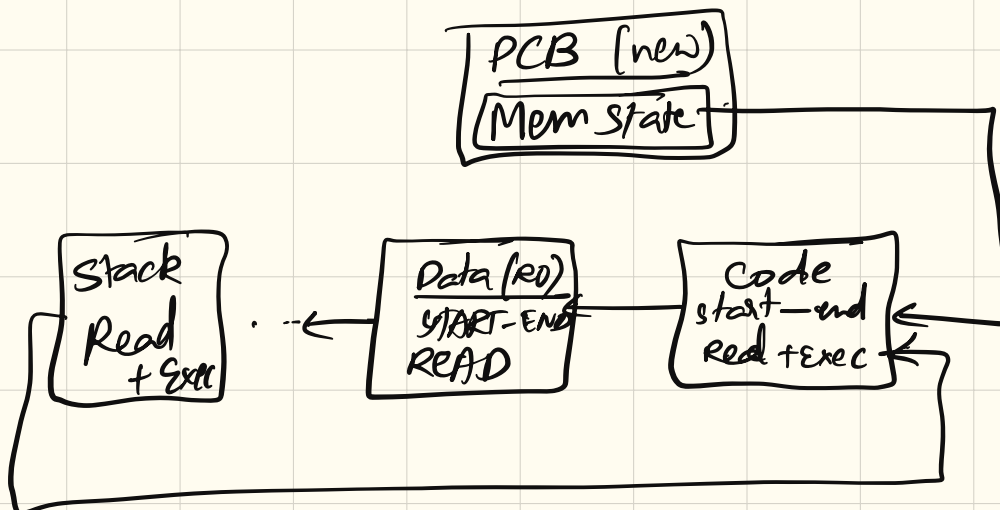 PCB (new)
Mem State
Stack
Read
+ Exec
Data (RO)
START-END
READ
Code
start-end
Read + Exec